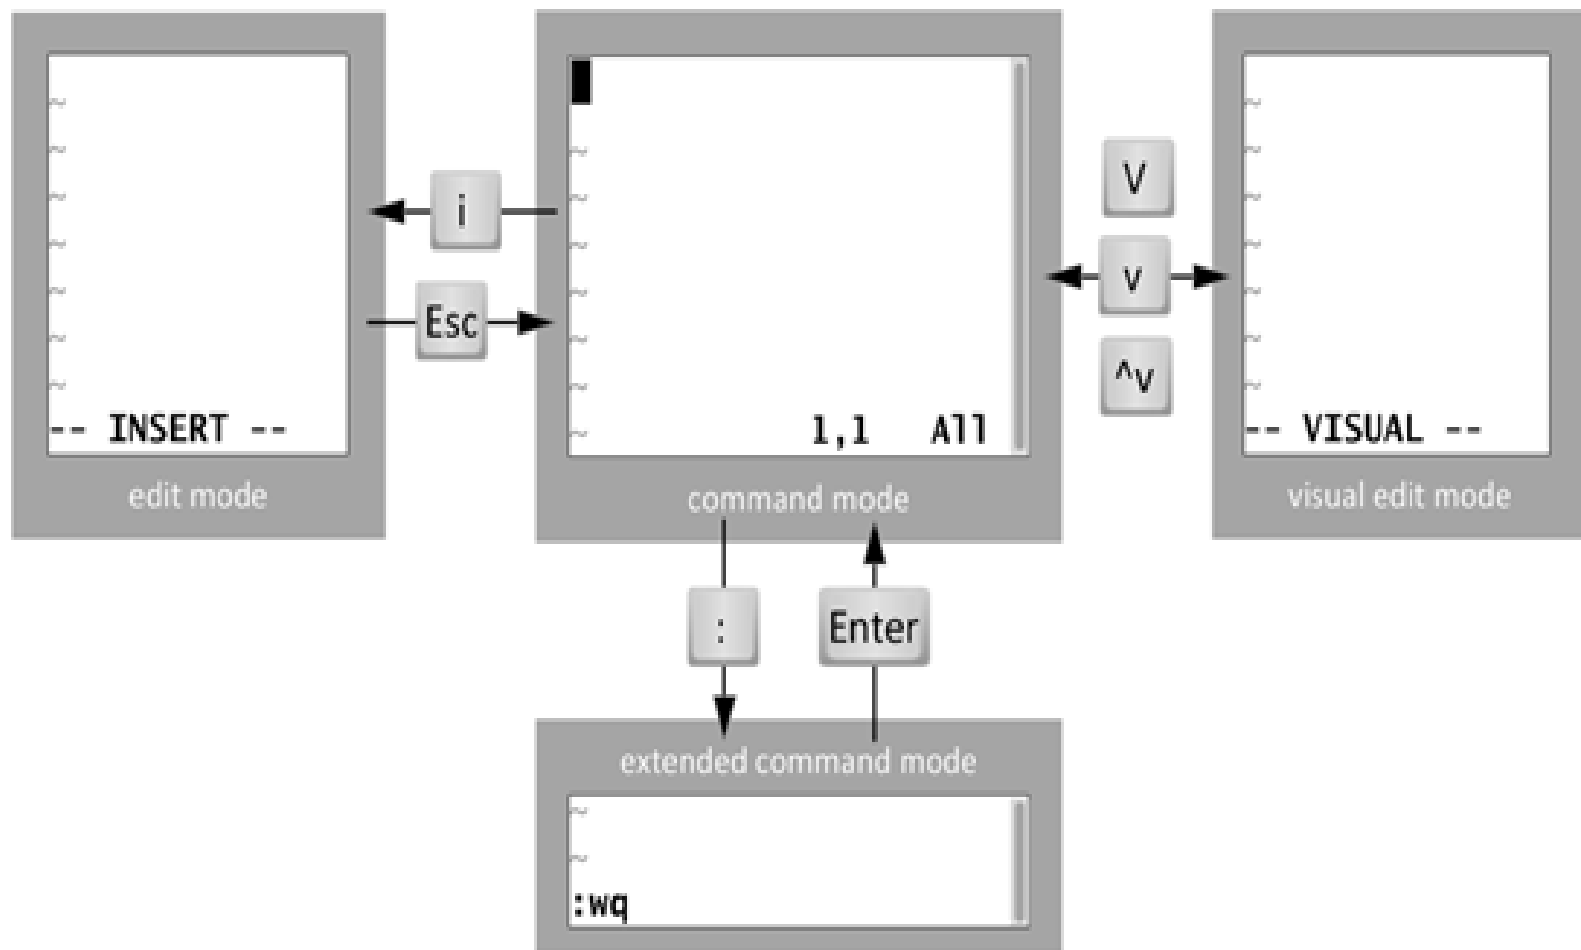 ~
~
~
~
~
~
~
-- INSERT --
edit mode
i
Esc
~
~
~
~
~
~
~ 1,1 All
command mode
V
v
^v
~
~
~
~
~
~
~
-- VISUAL --
visual edit mode
:
Enter
extended command mode
~
~
:wq